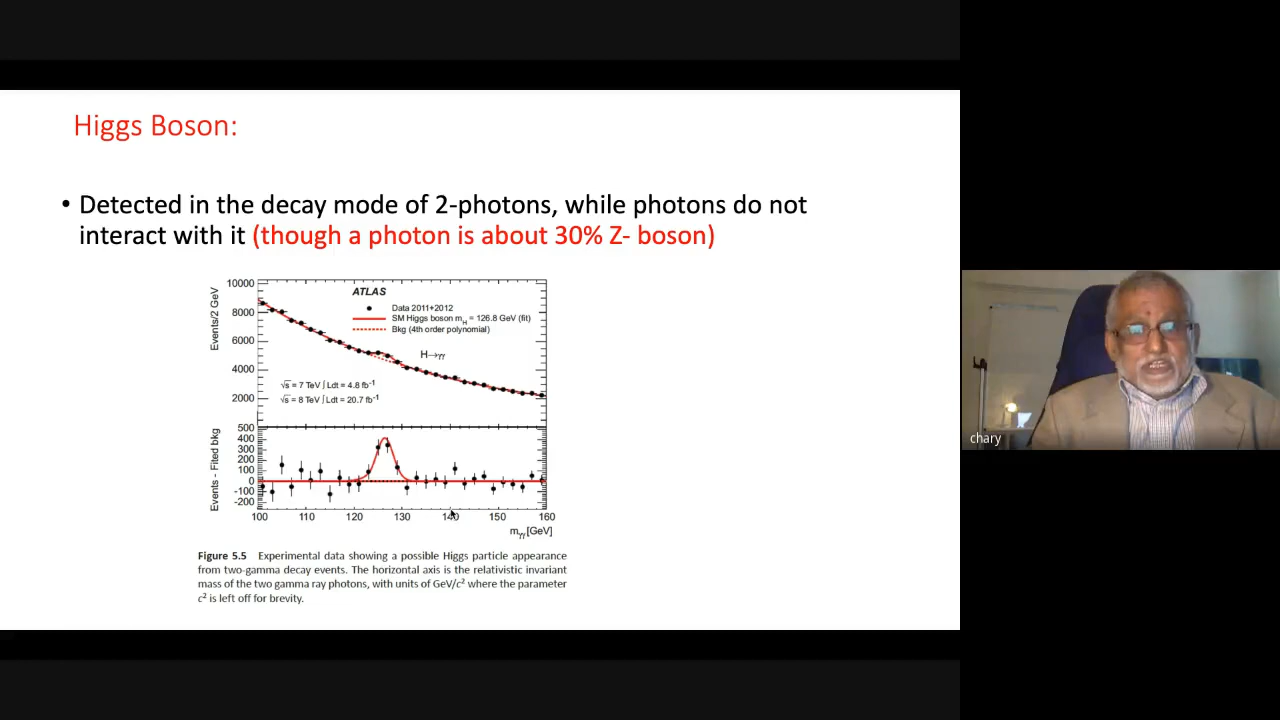 Higgs Boson:
• Detected in the decay mode of 2-photons, while photons do not
interact with it (though a photon is about 30% Z- boson)
10000
8000
6000
4000
2000
Events/2 GeV
ATLAS
Data 2011+2012
SM Higgs boson mH = 126.8 GeV (fit)
Bkg (4th order polynomial)
H→γγ
√s = 7 TeV ∫ Ldt = 4.8 fb-1
√s = 8 TeV ∫ Ldt = 20.7 fb-1
500
400
300
200
100
0
-100
-200
Events - Fited bkg
100 110 120 130 140 150 160
mγγ [GeV]
Figure 5.5 Experimental data showing a possible Higgs particle appearance
from two-gamma decay events. The horizontal axis is the relativistic invariant
mass of the two gamma ray photons, with units of GeV/c2 where the parameter
c2 is left off for brevity.
chary